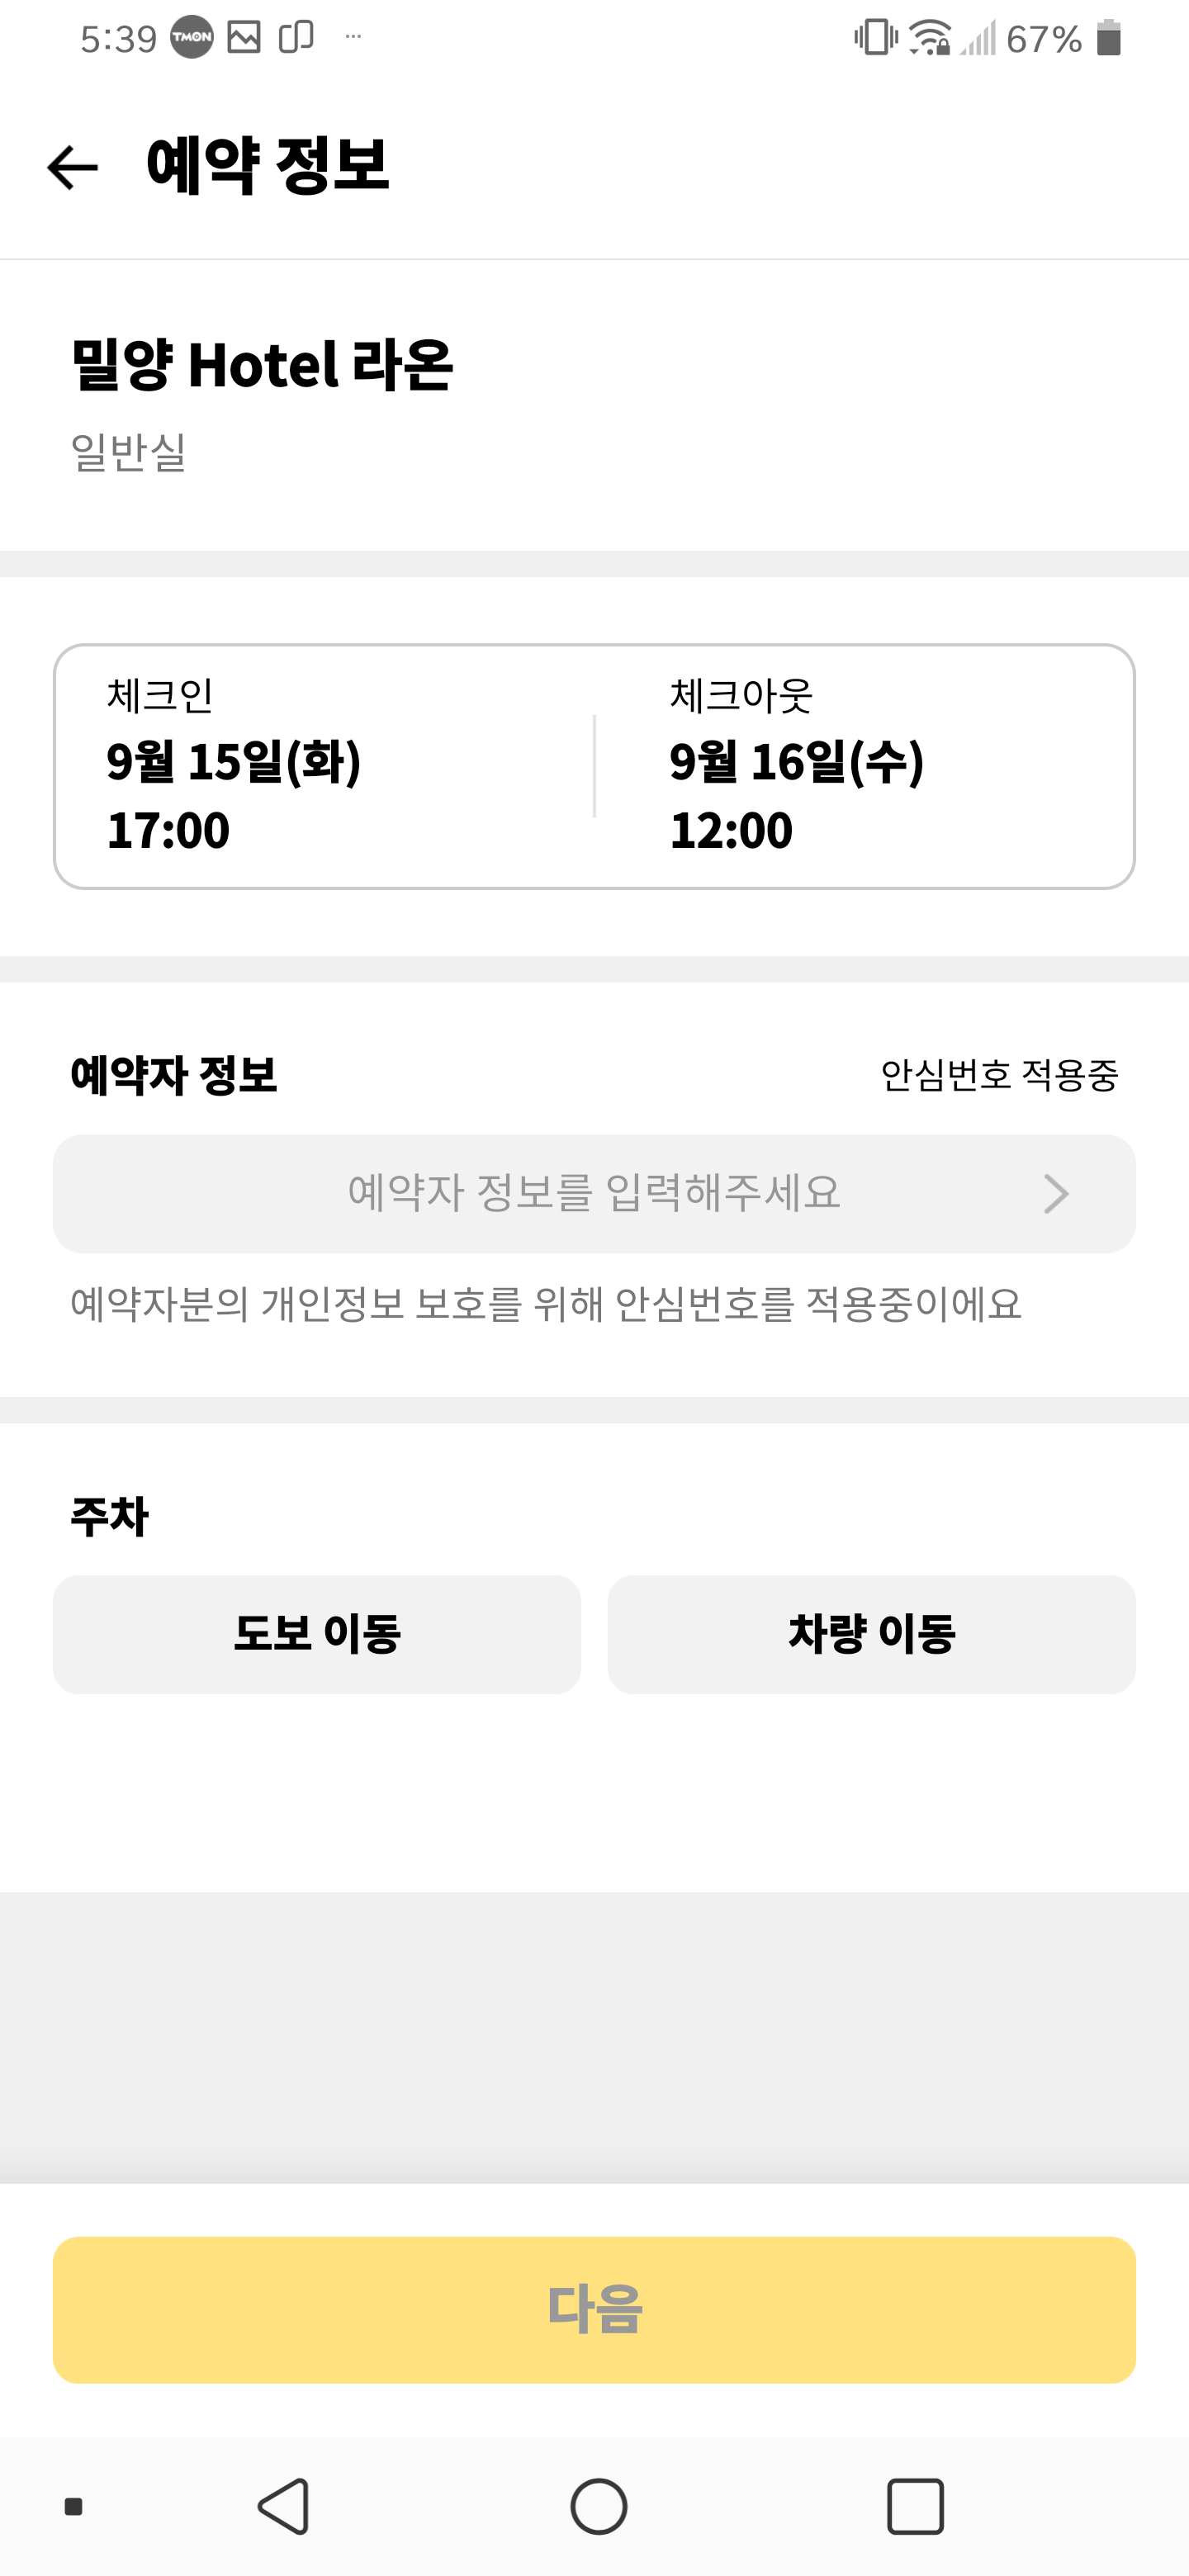 5:39 TMON ... 67%
예약 정보
밀양 Hotel 라온
일반실
체크인 체크아웃
9월 15일(화) 9월 16일(수)
17:00 12:00
예약자 정보 안심번호 적용중
예약자 정보를 입력해주세요
예약자분의 개인정보 보호를 위해 안심번호를 적용중이에요
주차
도보 이동 차량 이동
다음